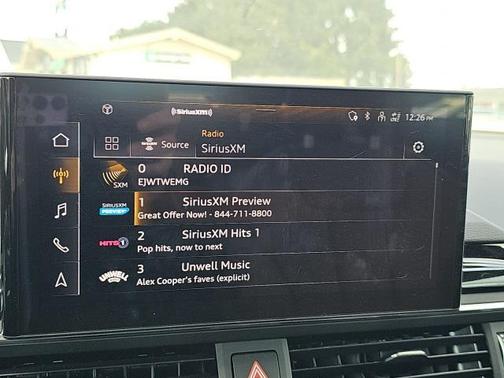 ((SiriusXM))
12:26 PM
Radio
Source
SiriusXM
SXM
0 RADIO ID
EJWTWEMG
SIRIUSXM PREVIEW
1 SiriusXM Preview
Great Offer Now! - 844-711-8800
HITS1
2 SiriusXM Hits 1
Pop hits, now to next
UNWELL
3 Unwell Music
Alex Cooper's faves (explicit)